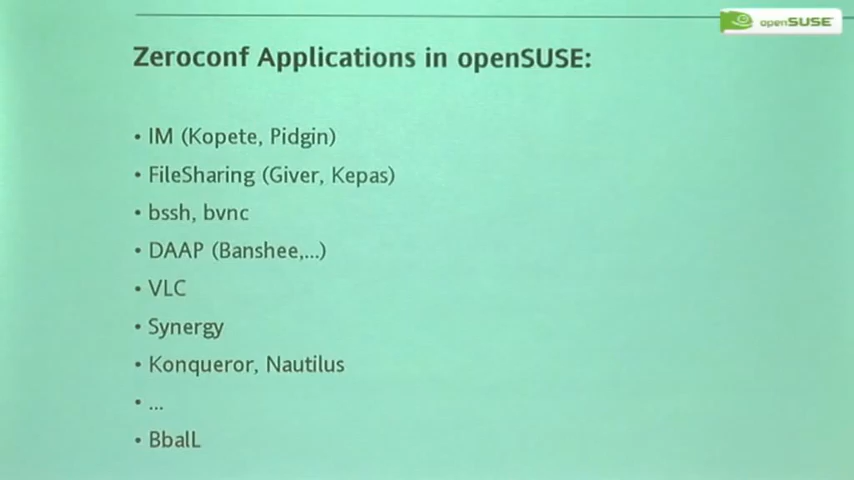 openSUSE
Zeroconf Applications in openSUSE:
• IM (Kopete, Pidgin)
• FileSharing (Giver, Kepas)
• bssh, bvnc
• DAAP (Banshee,...)
• VLC
• Synergy
• Konqueror, Nautilus
• ...
• BbalL